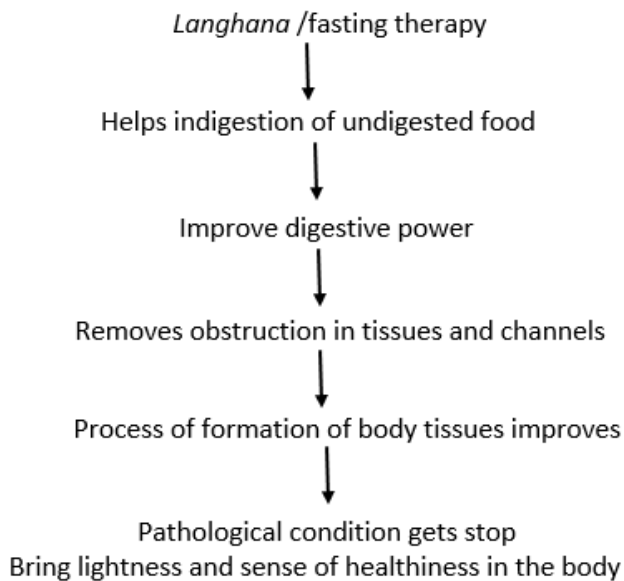 Langhana /fasting therapy
Helps indigestion of undigested food
Improve digestive power
Removes obstruction in tissues and channels
Process of formation of body tissues improves
Pathological condition gets stop
Bring lightness and sense of healthiness in the body